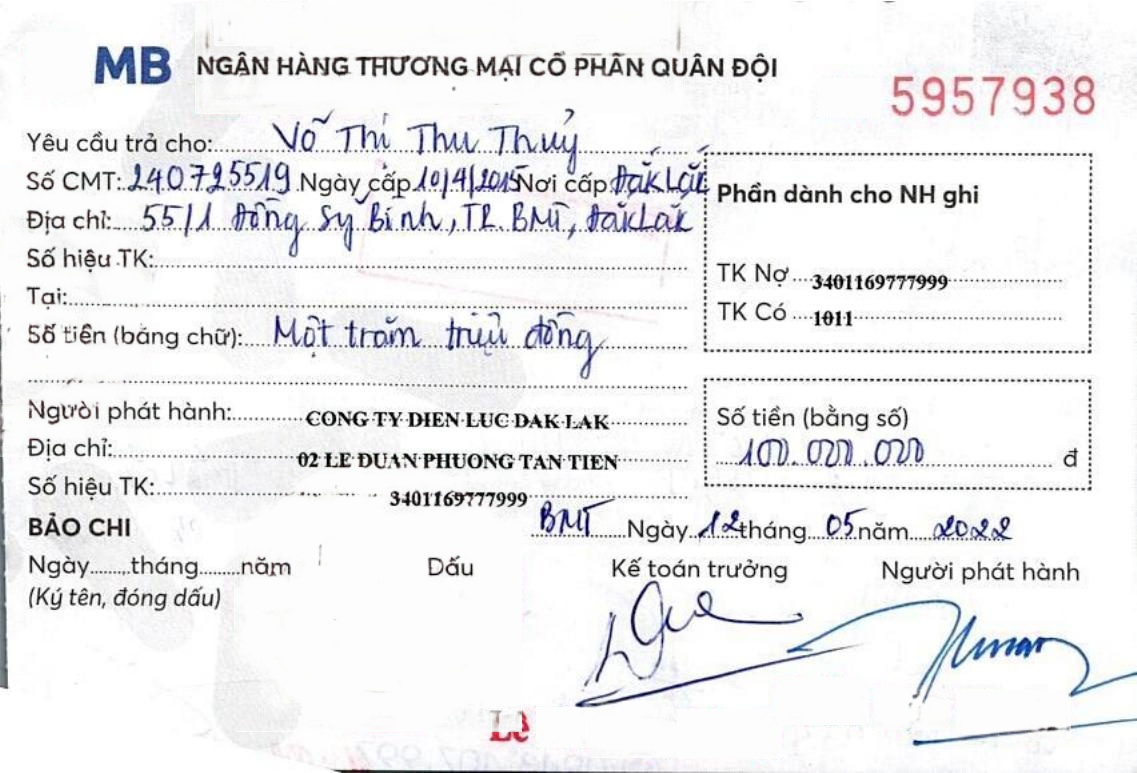 MB NGÂN HÀNG THƯƠNG MẠI CỔ PHẦN QUÂN ĐỘI
5957938
Yêu cầu trả cho: Võ Thị Thu Thuỷ
Số CMT: 240725519 Ngày cấp 10/4/2015 Nơi cấp Đắk Lắk
Địa chỉ: 55/1 Đồng Sỹ Bình, TP. BMT, Đắk Lắk
Số hiệu TK:
Tại:
Số tiền (bằng chữ): Một trăm triệu đồng
Phần dành cho NH ghi
TK Nợ 3401169777999
TK Có 1011
Người phát hành: CONG TY DIEN LUC DAK LAK
Địa chỉ: 02 LE DUAN PHUONG TAN TIEN
Số hiệu TK: 3401169777999
Số tiền (bằng số)
100.000.000 đ
BẢO CHI
BMT Ngày 12 tháng 05 năm 2022
Ngày tháng năm
(Ký tên, đóng dấu)
Dấu
Kế toán trưởng
Người phát hành